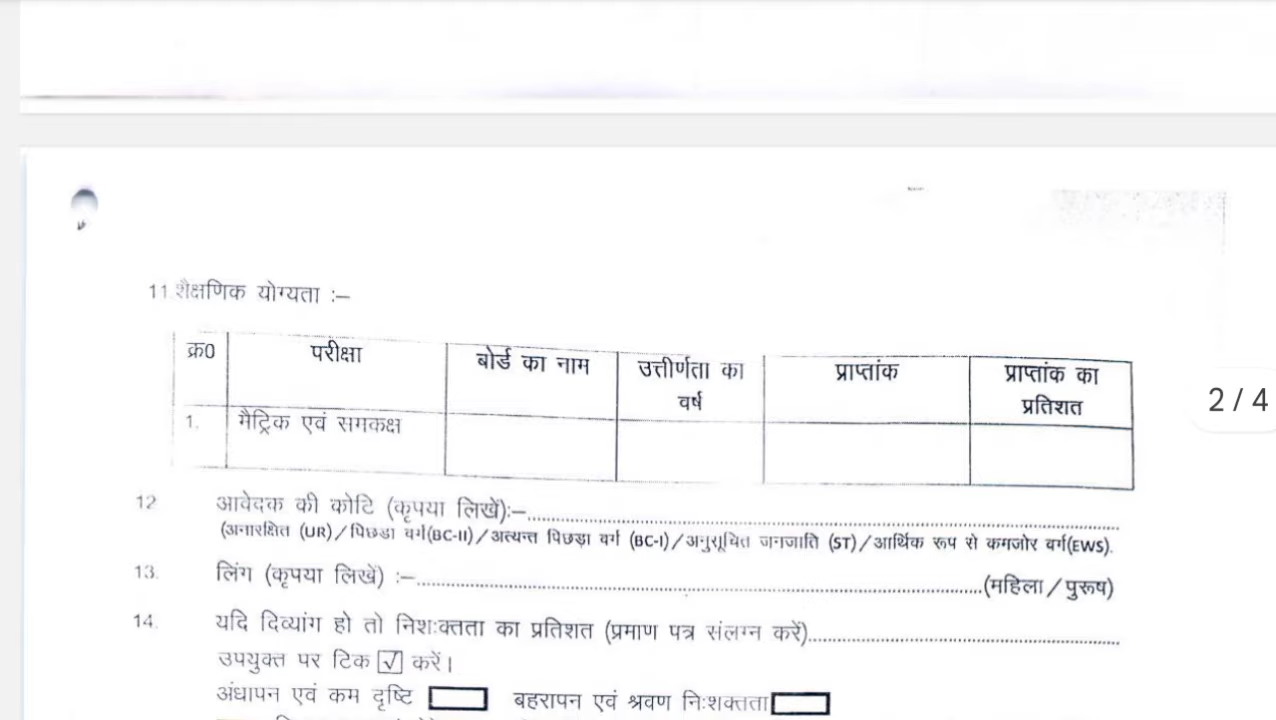 11.शैक्षणिक योग्यता :–
क्र0 परीक्षा बोर्ड का नाम उत्तीर्णता का वर्ष प्राप्तांक प्राप्तांक का प्रतिशत
1. मैट्रिक एवं समकक्ष
2 / 4
12 आवेदक की कोटि (कृपया लिखें):–
(अनारक्षित (UR) / पिछडा वर्ग(BC-II) / अत्यन्त पिछड़ा वर्ग (BC-I) / अनुसूचित जनजाति (ST) / आर्थिक रूप से कमजोर वर्ग(EWS).
13. लिंग (कृपया लिखें) :–(महिला / पुरूष)
14. यदि दिव्यांग हो तो निशःक्तता का प्रतिशत (प्रमाण पत्र संलग्न करें)
उपयुक्त पर टिक √ करें।
अंधापन एवं कम दृष्टि बहरापन एवं श्रवण निःशक्तता